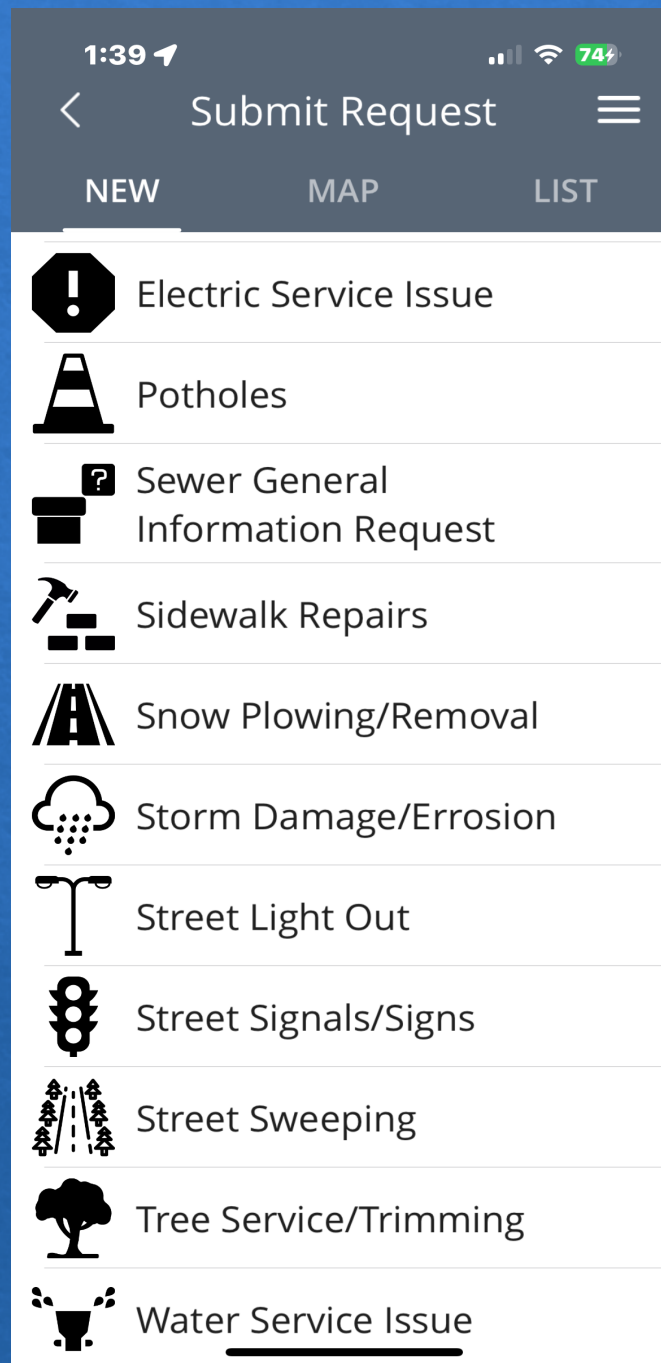 1:39
74
Submit Request
NEW MAP LIST
Electric Service Issue
Potholes
?
Sewer General
Information Request
Sidewalk Repairs
Snow Plowing/Removal
Storm Damage/Errosion
Street Light Out
Street Signals/Signs
Street Sweeping
Tree Service/Trimming
Water Service Issue